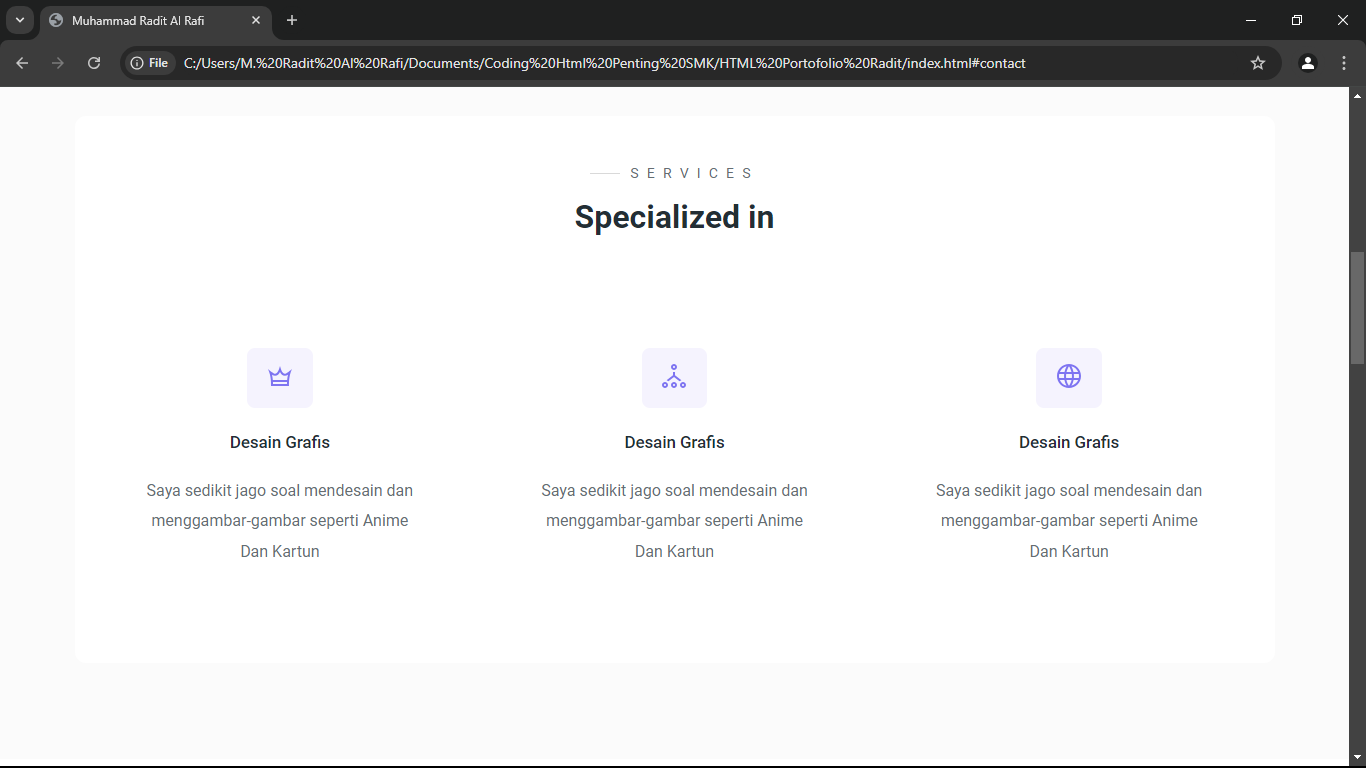 Muhammad Radit Al Rafi
File
C:/Users/M.%20Radit%20Al%20Rafi/Documents/Coding%20Html%20Penting%20SMK/HTML%20Portofolio%20Radit/index.html#contact
SERVICES
Specialized in
Desain Grafis
Saya sedikit jago soal mendesain dan
menggambar-gambar seperti Anime
Dan Kartun
Desain Grafis
Saya sedikit jago soal mendesain dan
menggambar-gambar seperti Anime
Dan Kartun
Desain Grafis
Saya sedikit jago soal mendesain dan
menggambar-gambar seperti Anime
Dan Kartun